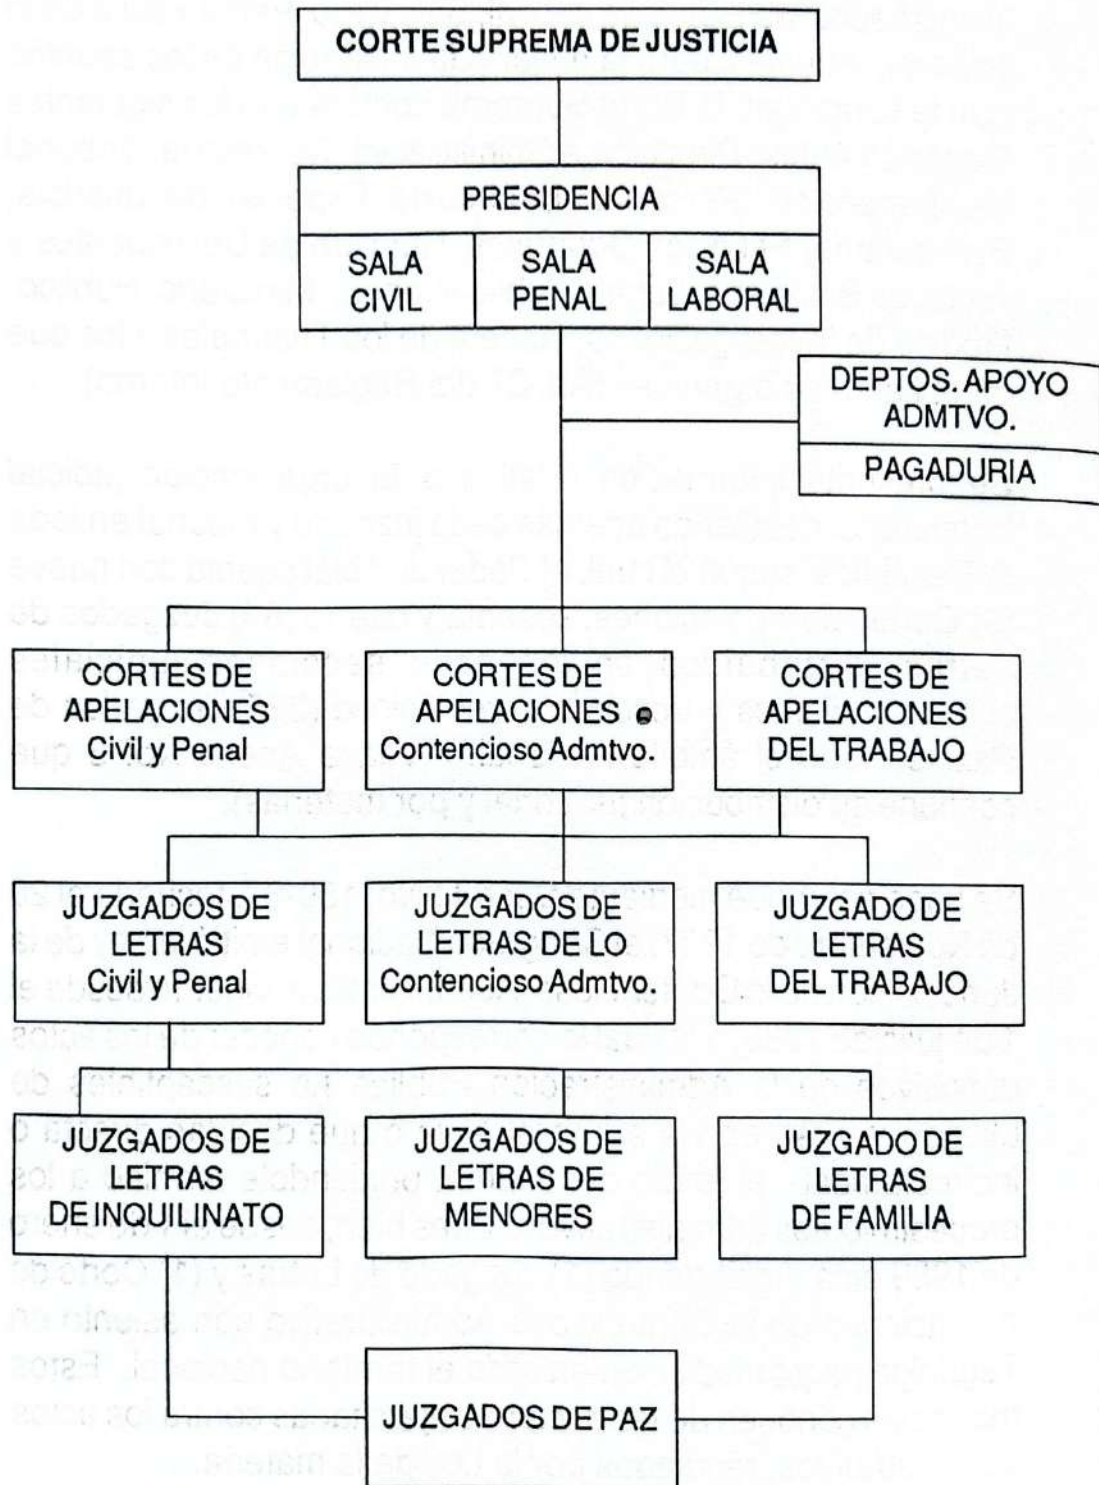 CORTE SUPREMA DE JUSTICIA
PRESIDENCIA
SALA
CIVIL
SALA
PENAL
SALA
LABORAL
DEPTOS. APOYO
ADMTVO.
PAGADURIA
CORTES DE
APELACIONES
Civil y Penal
CORTES DE
APELACIONES
Contencioso Admtvo.
CORTES DE
APELACIONES
DEL TRABAJO
JUZGADOS DE
LETRAS
Civil y Penal
JUZGADOS DE
LETRAS DE LO
Contencioso Admtvo.
JUZGADO DE
LETRAS
DEL TRABAJO
JUZGADOS DE
LETRAS
DE INQUILINATO
JUZGADOS DE
LETRAS DE
MENORES
JUZGADO DE
LETRAS
DE FAMILIA
JUZGADOS DE PAZ